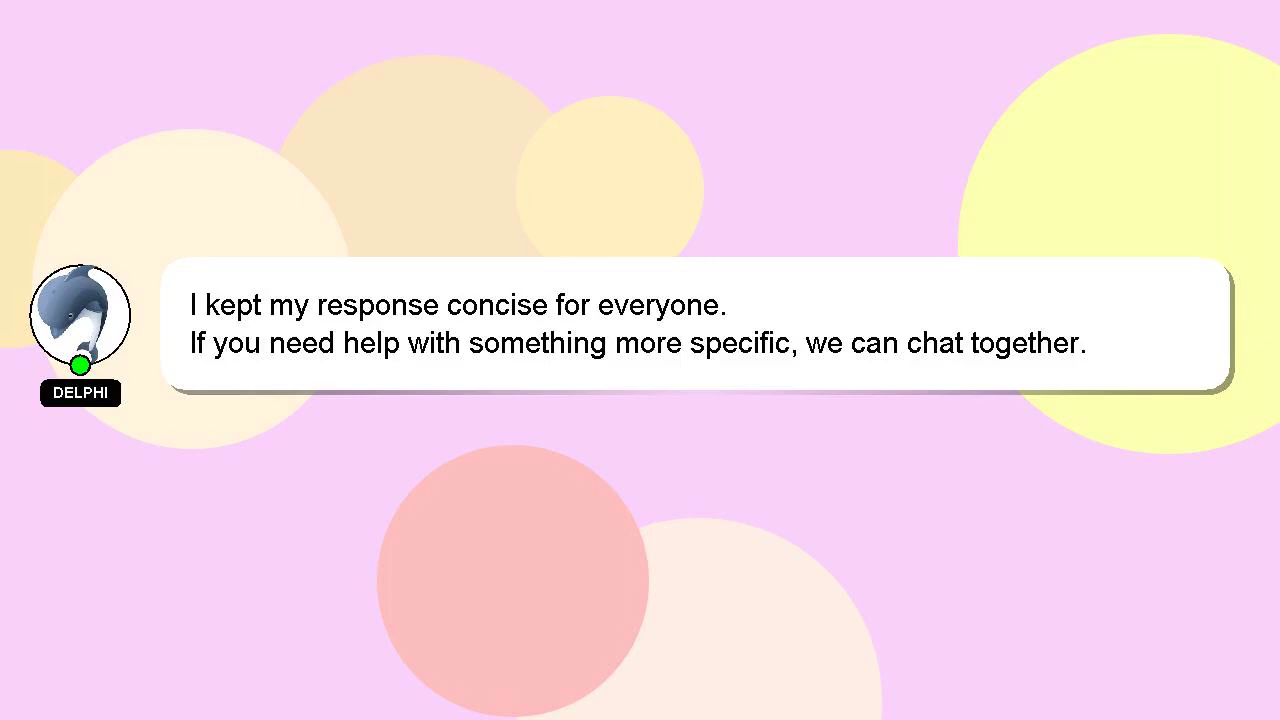 I kept my response concise for everyone.
If you need help with something more specific, we can chat together.
DELPHI